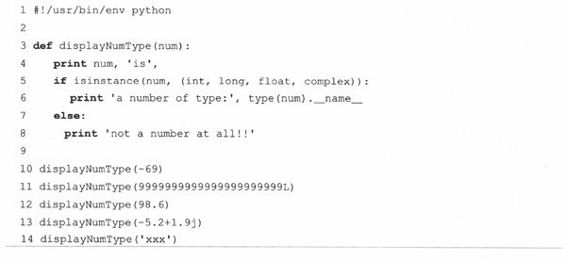 1 #!/usr/bin/env python
2
3 def displayNumType(num):
4 print num, 'is',
5 if isinstance(num, (int, long, float, complex)):
6 print 'a number of type:', type(num).__name__
7 else:
8 print 'not a number at all!!'
9
10 displayNumType(-69)
11 displayNumType(9999999999999999999999L)
12 displayNumType(98.6)
13 displayNumType(-5.2+1.9j)
14 displayNumType('xxx')